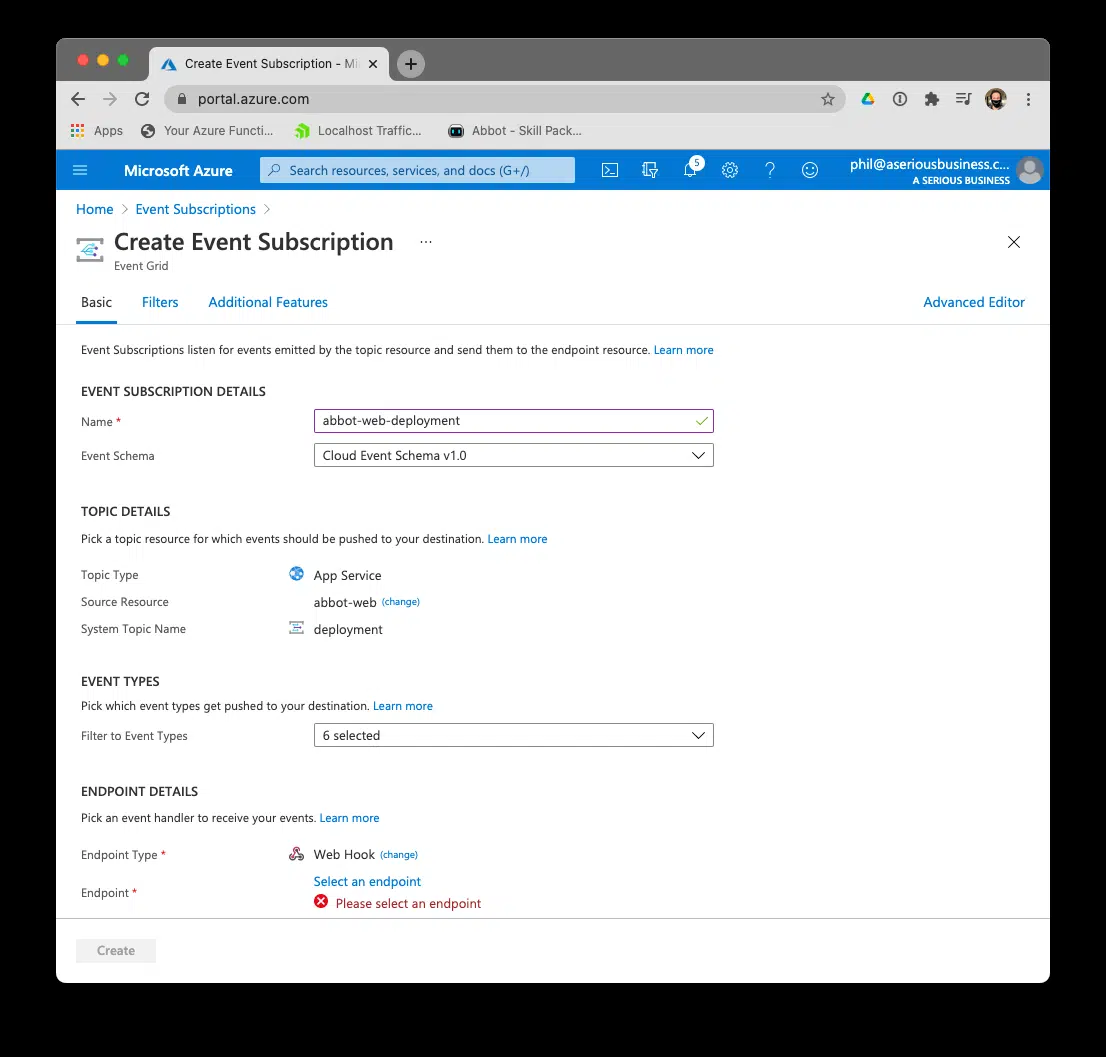 Create Event Subscription - Mi
portal.azure.com
Apps Your Azure Functi... Localhost Traffic... Abbot - Skill Pack...
Microsoft Azure Search resources, services, and docs (G+/) 5 phil@aseriousbusiness.c...
A SERIOUS BUSINESS
Home > Event Subscriptions >
Create Event Subscription ...
Event Grid
Basic Filters Additional Features Advanced Editor
Event Subscriptions listen for events emitted by the topic resource and send them to the endpoint resource. Learn more
EVENT SUBSCRIPTION DETAILS
Name * abbot-web-deployment
Event Schema Cloud Event Schema v1.0
TOPIC DETAILS
Pick a topic resource for which events should be pushed to your destination. Learn more
Topic Type App Service
Source Resource abbot-web (change)
System Topic Name deployment
EVENT TYPES
Pick which event types get pushed to your destination. Learn more
Filter to Event Types 6 selected
ENDPOINT DETAILS
Pick an event handler to receive your events. Learn more
Endpoint Type * Web Hook (change)
Select an endpoint
Endpoint *
Please select an endpoint
Create